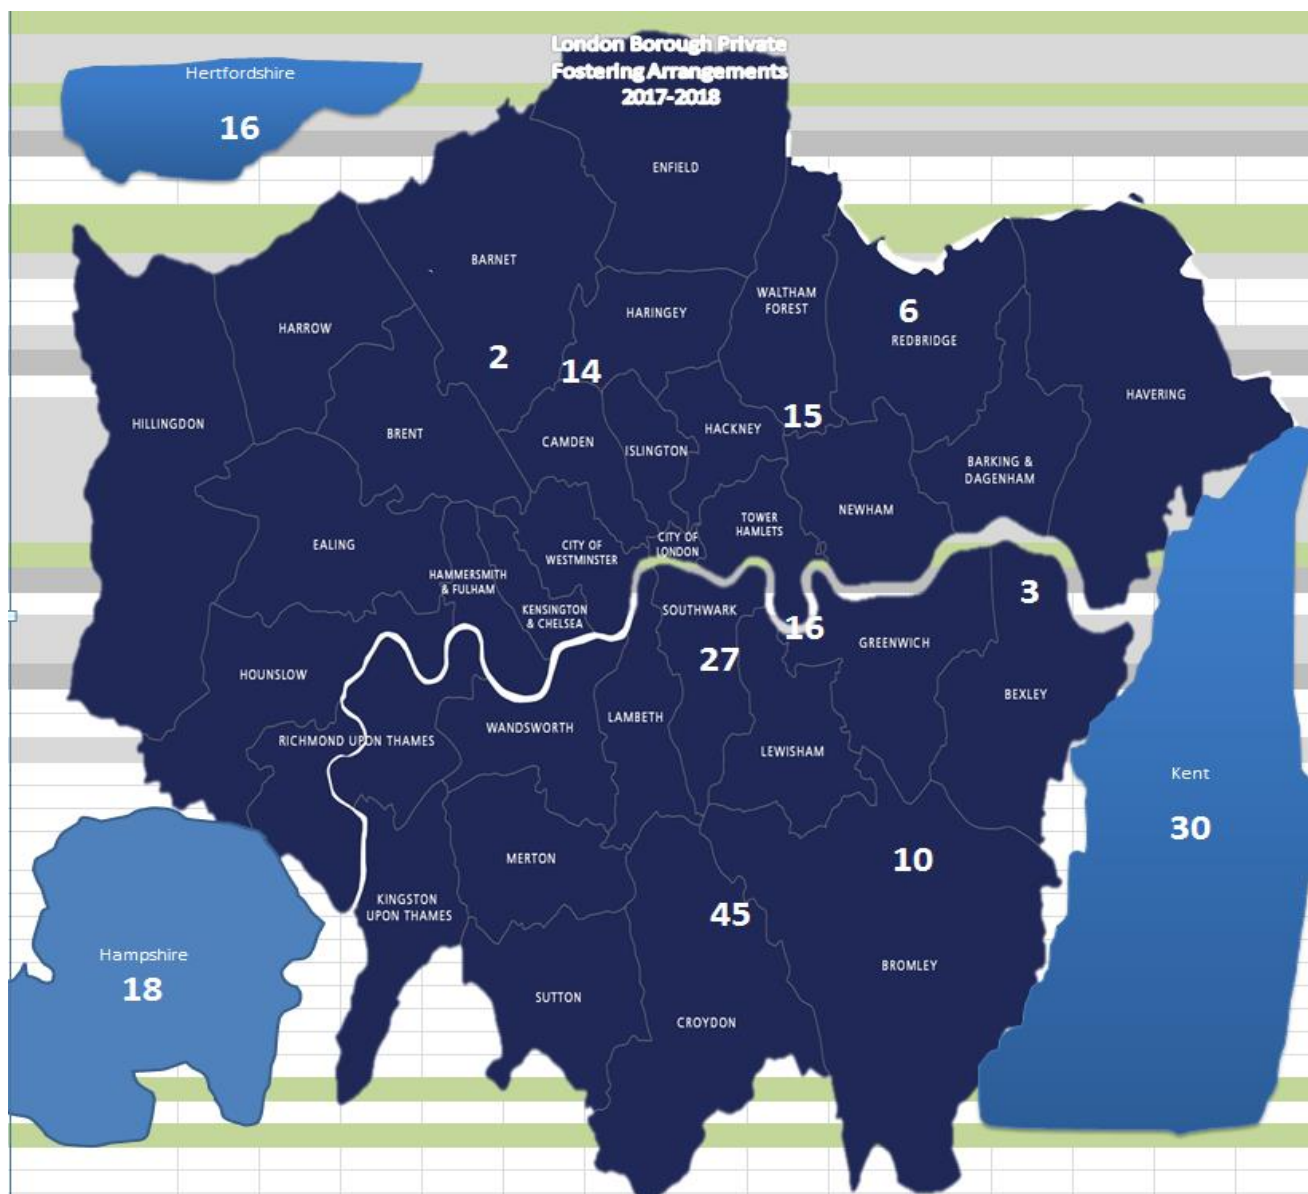 London Borough Private
Fostering Arrangements
2017-2018
Hertfordshire
16
ENFIELD
BARNET
WALTHAM
FOREST
HARINGEY
6
REDBRIDGE
HARROW
2
14
HAVERING
15
HILLINGDON
BRENT
CAMDEN
ISLINGTON
HACKNEY
BARKING &
DAGENHAM
NEWHAM
TOWER
HAMLETS
EALING
CITY OF
WESTMINSTER
CITY OF
LONDON
HAMMERSMITH
& FULHAM
KENSINGTON
& CHELSEA
3
SOUTHWARK
16
GREENWICH
27
HOUNSLOW
BEXLEY
RICHMOND UPON THAMES
WANDSWORTH
LAMBETH
LEWISHAM
Kent
30
MERTON
10
KINGSTON
UPON THAMES
45
Hampshire
18
BROMLEY
SUTTON
CROYDON